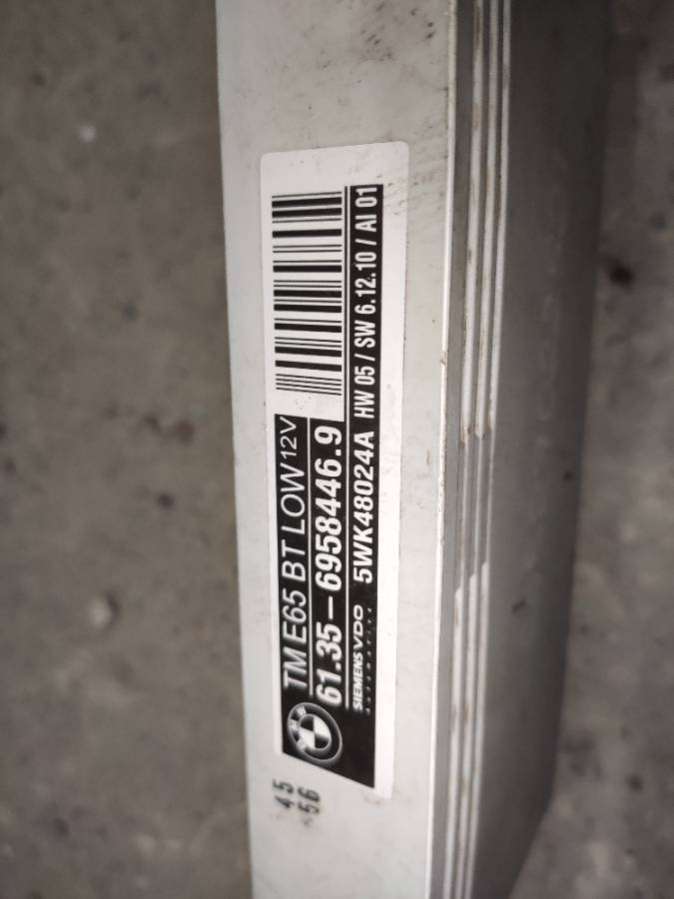 TM E65 BT LOW 12V
61.35-6958446.9
SIEMENS VDO 5WK48024A HW 05 / SW 6.12.10 / AI 01
AUTOMOTIVE
45
56